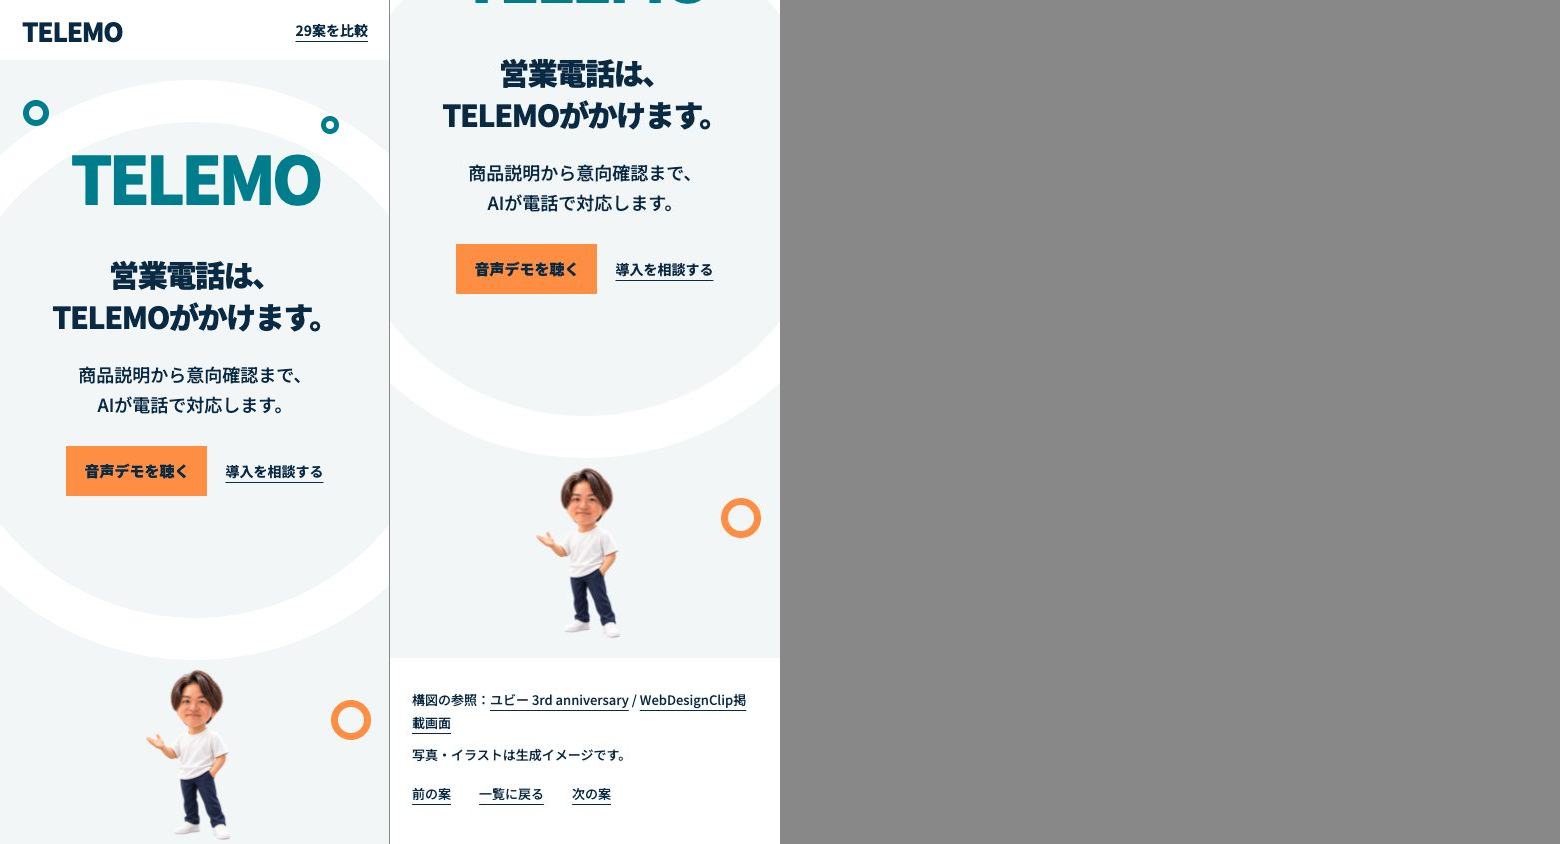 TELEMO
29案を比較
TELEMO
営業電話は、
TELEMOがかけます。
商品説明から意向確認まで、
AIが電話で対応します。
音声デモを聴く
導入を相談する
営業電話は、
TELEMOがかけます。
商品説明から意向確認まで、
AIが電話で対応します。
音声デモを聴く
導入を相談する
構図の参照：ユビー 3rd anniversary / WebDesignClip掲
載画面
写真・イラストは生成イメージです。
前の案
一覧に戻る
次の案